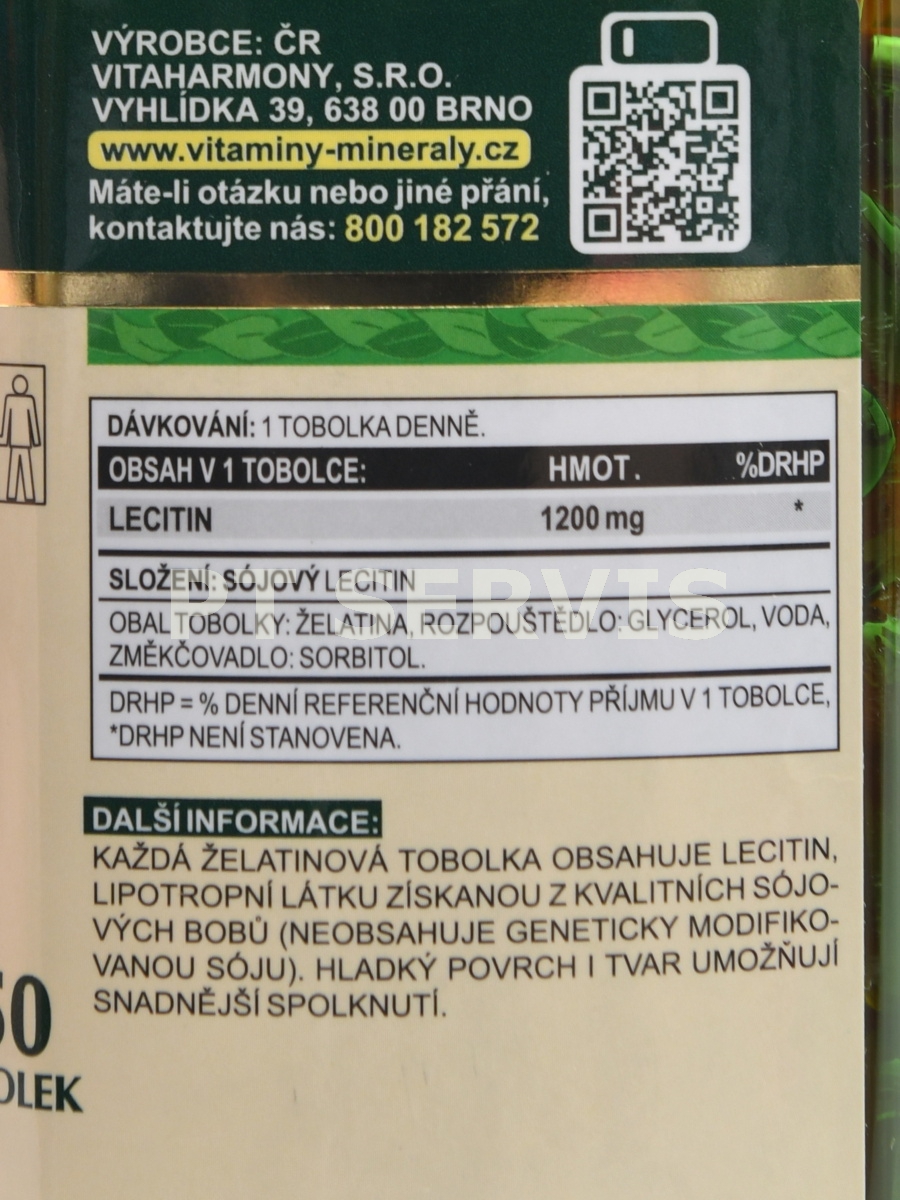 VÝROBCE: ČR
VITAHARMONY, S.R.O.
VYHLÍDKA 39, 638 00 BRNO
www.vitaminy-mineraly.cz
Máte-li otázku nebo jiné přání,
kontaktujte nás: 800 182 572
DÁVKOVÁNÍ: 1 TOBOLKA DENNĚ.
OBSAH V 1 TOBOLCE: HMOT. %DRHP
LECITIN 1200 mg *
SLOŽENÍ: SÓJOVÝ LECITIN
PI SERVIS
OBAL TOBOLKY: ŽELATINA, ROZPOUŠTĚDLO: GLYCEROL, VODA,
ZMĚKČOVADLO: SORBITOL.
DRHP = % DENNÍ REFERENČNÍ HODNOTY PŘÍJMU V 1 TOBOLCE,
*DRHP NENÍ STANOVENA.
DALŠÍ INFORMACE:
KAŽDÁ ŽELATINOVÁ TOBOLKA OBSAHUJE LECITIN,
LIPOTROPNÍ LÁTKU ZÍSKANOU Z KVALITNÍCH SÓJO-
VÝCH BOBŮ (NEOBSAHUJE GENETICKY MODIFIKO-
VANOU SÓJU). HLADKÝ POVRCH I TVAR UMOŽŇUJÍ
SNADNĚJŠÍ SPOLKNUTÍ.